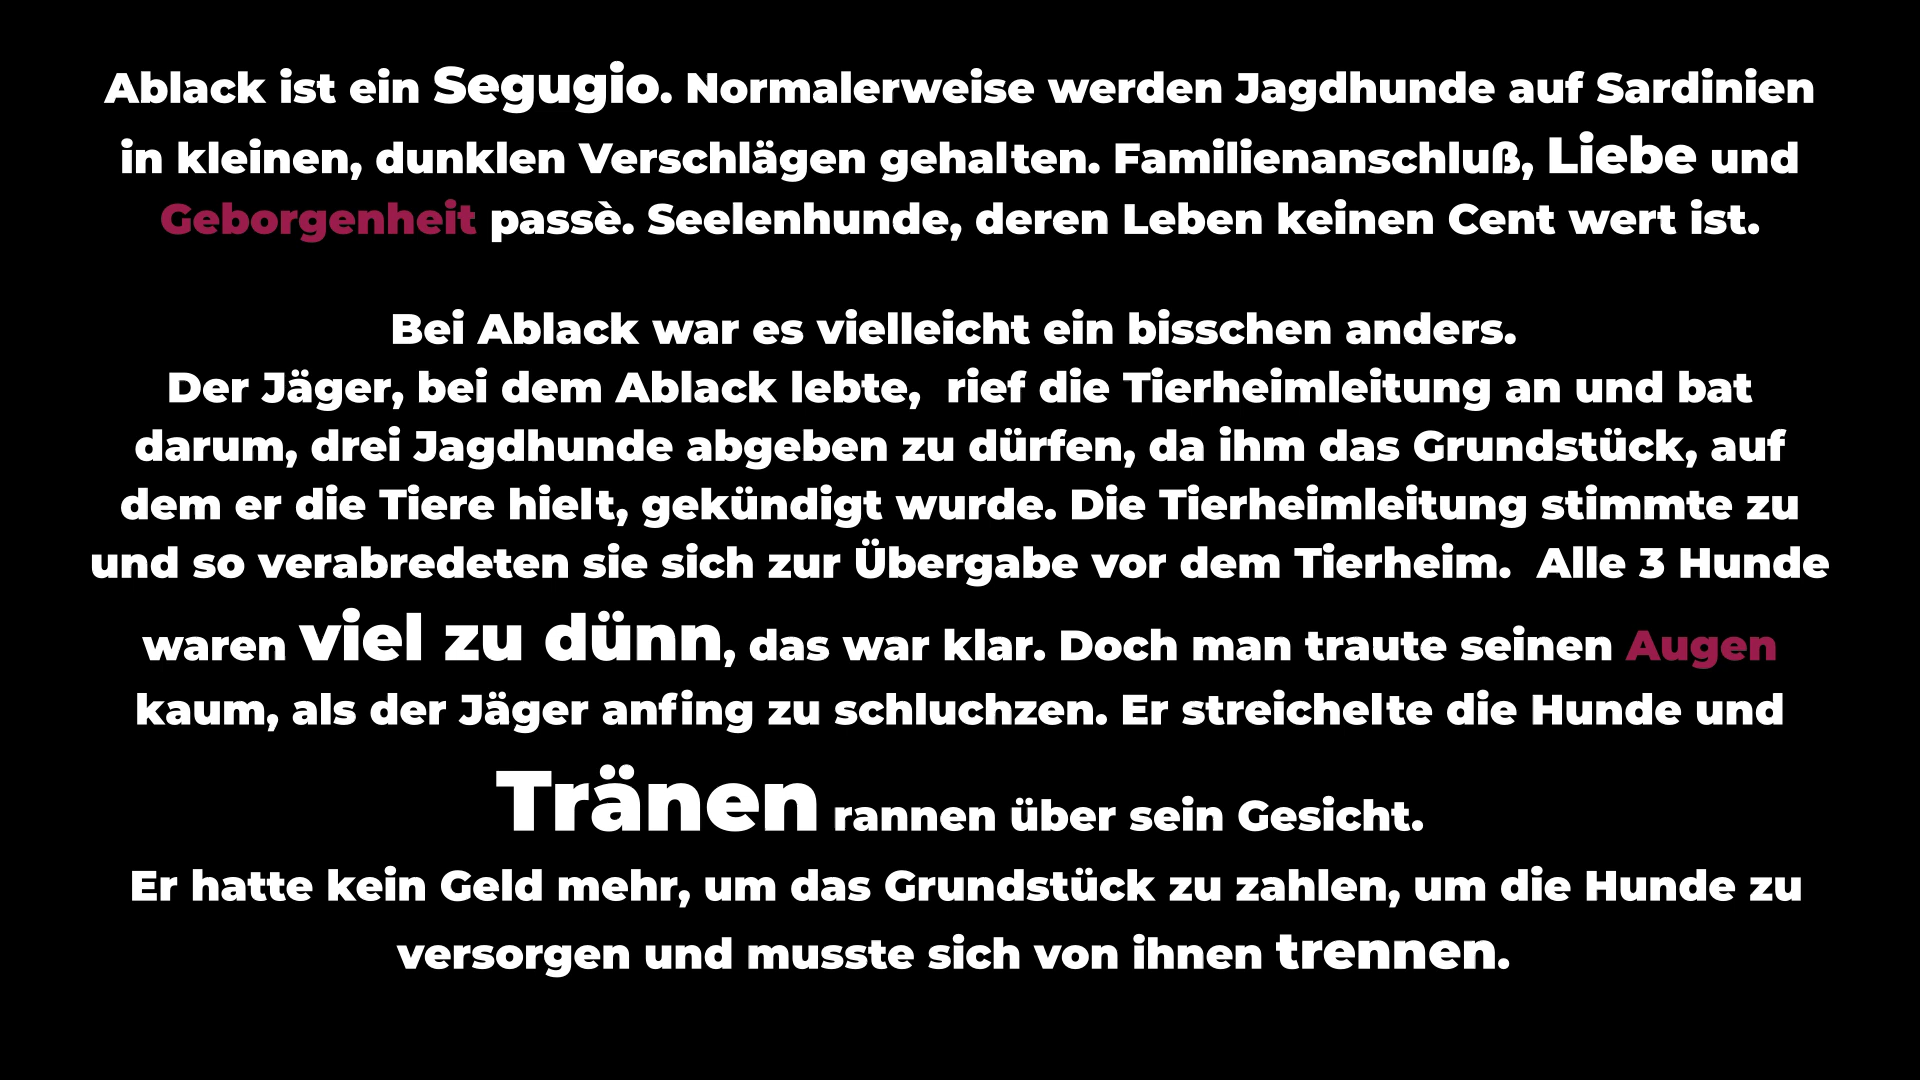 Ablack ist ein Segugio. Normalerweise werden Jagdhunde auf Sardinien
in kleinen, dunklen Verschlägen gehalten. Familienanschluß, Liebe und
Geborgenheit passè. Seelenhunde, deren Leben keinen Cent wert ist.
Bei Ablack war es vielleicht ein bisschen anders.
Der Jäger, bei dem Ablack lebte,  rief die Tierheimleitung an und bat
darum, drei Jagdhunde abgeben zu dürfen, da ihm das Grundstück, auf
dem er die Tiere hielt, gekündigt wurde. Die Tierheimleitung stimmte zu
und so verabredeten sie sich zur Übergabe vor dem Tierheim.  Alle 3 Hunde
waren viel zu dünn, das war klar. Doch man traute seinen Augen
kaum, als der Jäger anfing zu schluchzen. Er streichelte die Hunde und
Tränen rannen über sein Gesicht.
Er hatte kein Geld mehr, um das Grundstück zu zahlen, um die Hunde zu
versorgen und musste sich von ihnen trennen.